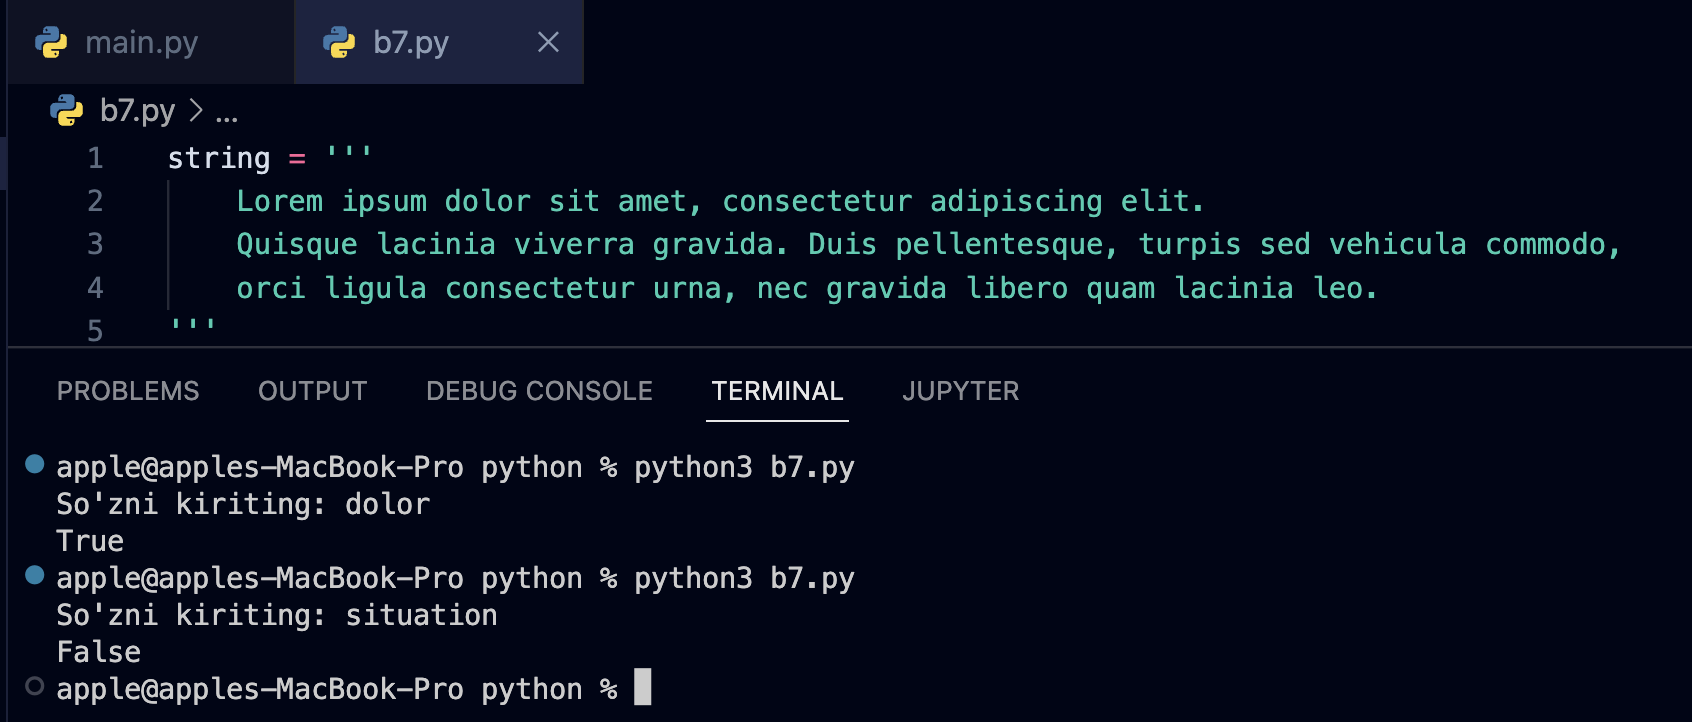 main.py b7.py
b7.py > ...
1 string = '''
2 Lorem ipsum dolor sit amet, consectetur adipiscing elit.
3 Quisque lacinia viverra gravida. Duis pellentesque, turpis sed vehicula commodo,
4 orci ligula consectetur urna, nec gravida libero quam lacinia leo.
5 '''
PROBLEMS OUTPUT DEBUG CONSOLE TERMINAL JUPYTER
apple@apples-MacBook-Pro python % python3 b7.py
So'zni kiriting: dolor
True
apple@apples-MacBook-Pro python % python3 b7.py
So'zni kiriting: situation
False
apple@apples-MacBook-Pro python %